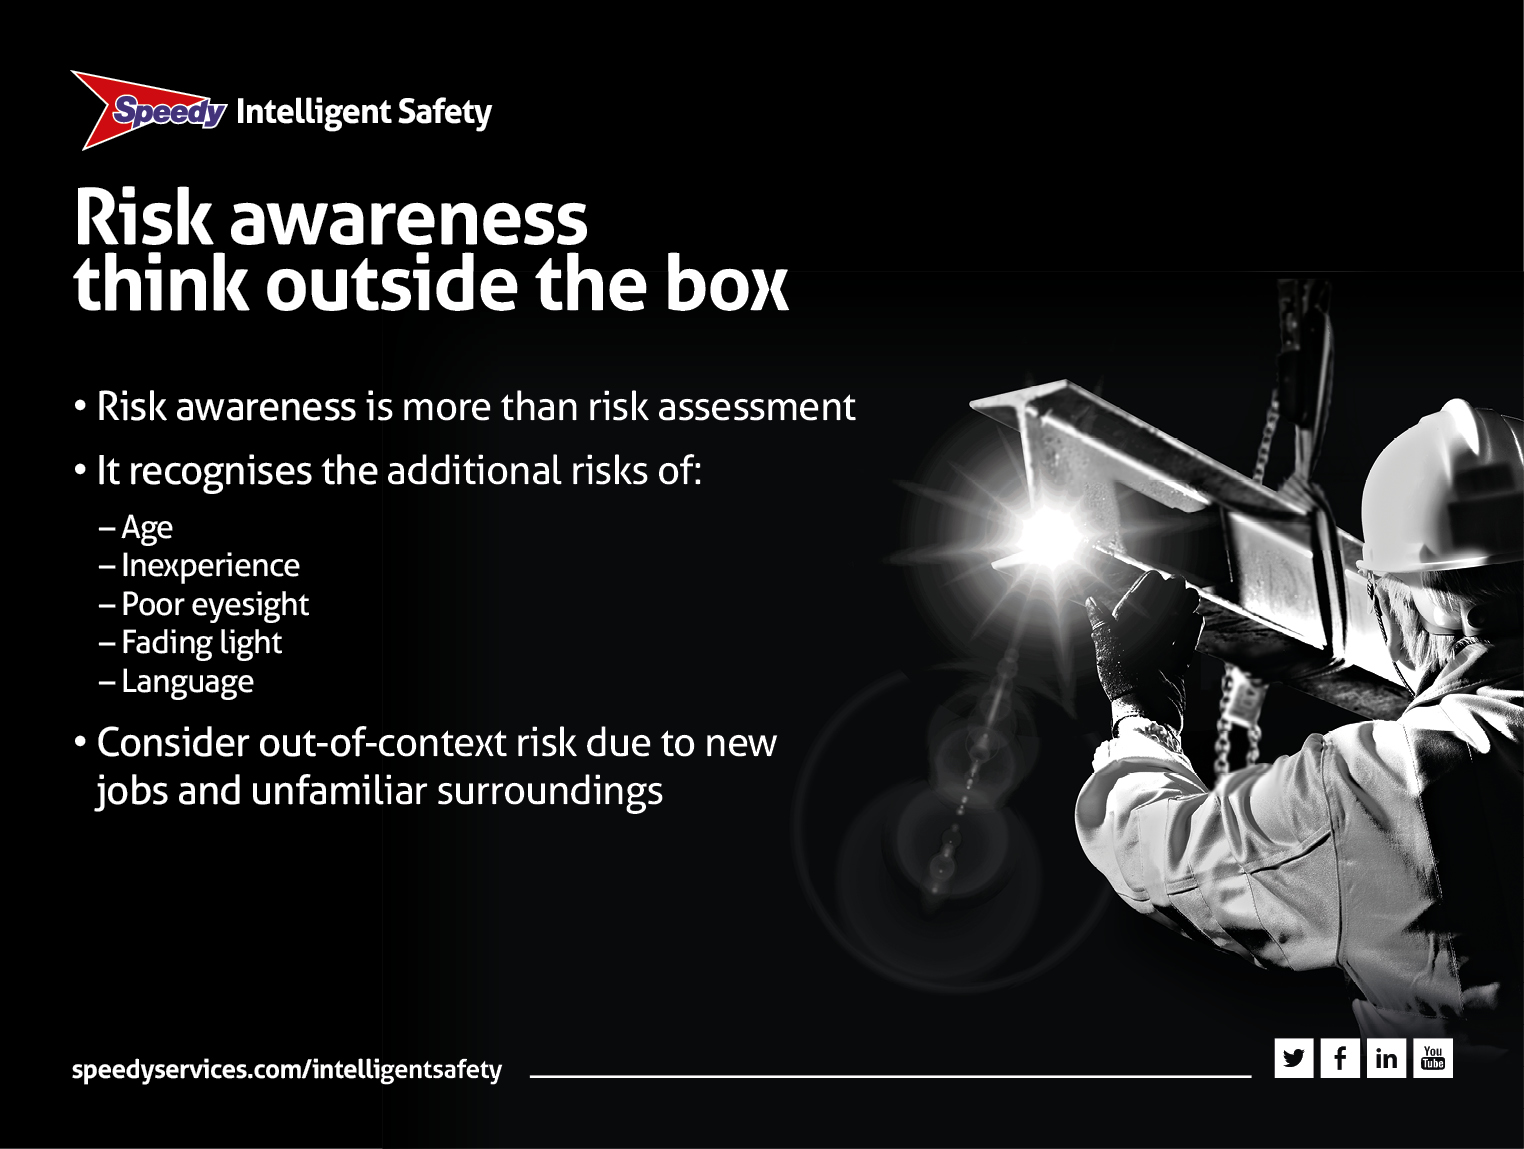 Speedy Intelligent Safety
Risk awareness
think outside the box
• Risk awareness is more than risk assessment
• It recognises the additional risks of:
– Age
– Inexperience
– Poor eyesight
– Fading light
– Language
• Consider out-of-context risk due to new
jobs and unfamiliar surroundings
speedyservices.com/intelligentsafety
f in You Tube